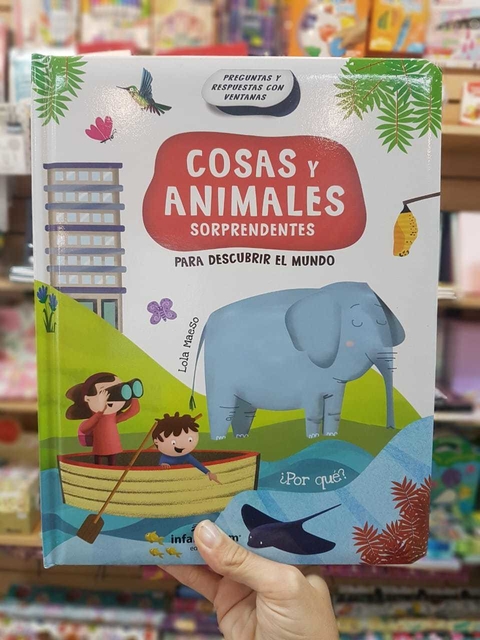 PREGUNTAS Y
RESPUESTAS CON
VENTANAS
COSAS Y
ANIMALES
SORPRENDENTES
PARA DESCUBRIR EL MUNDO
Lola Maeso
¿Por qué?